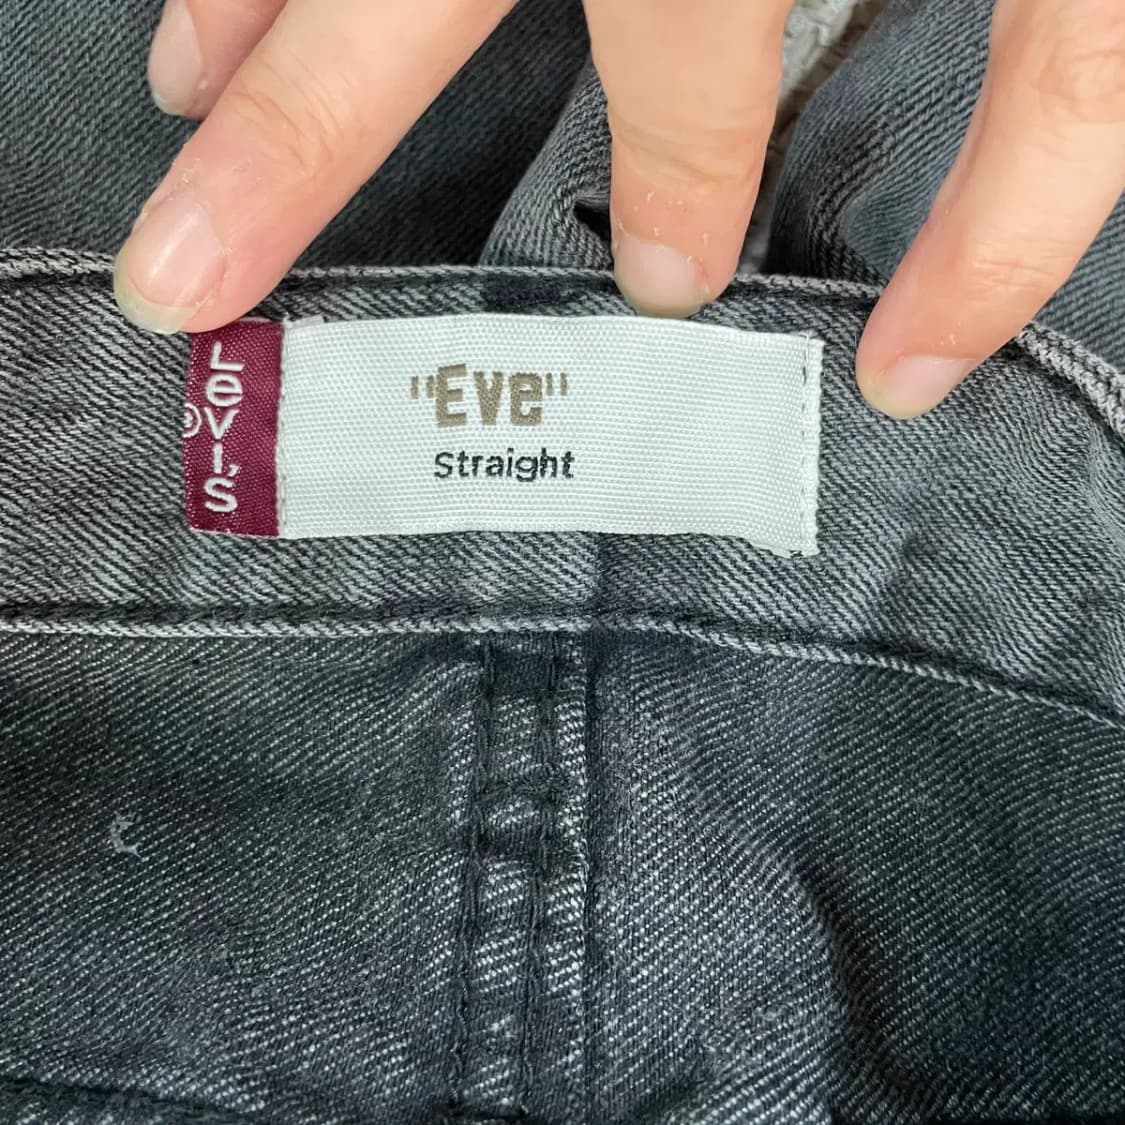 LeVI'S
®
"Eve"
Straight